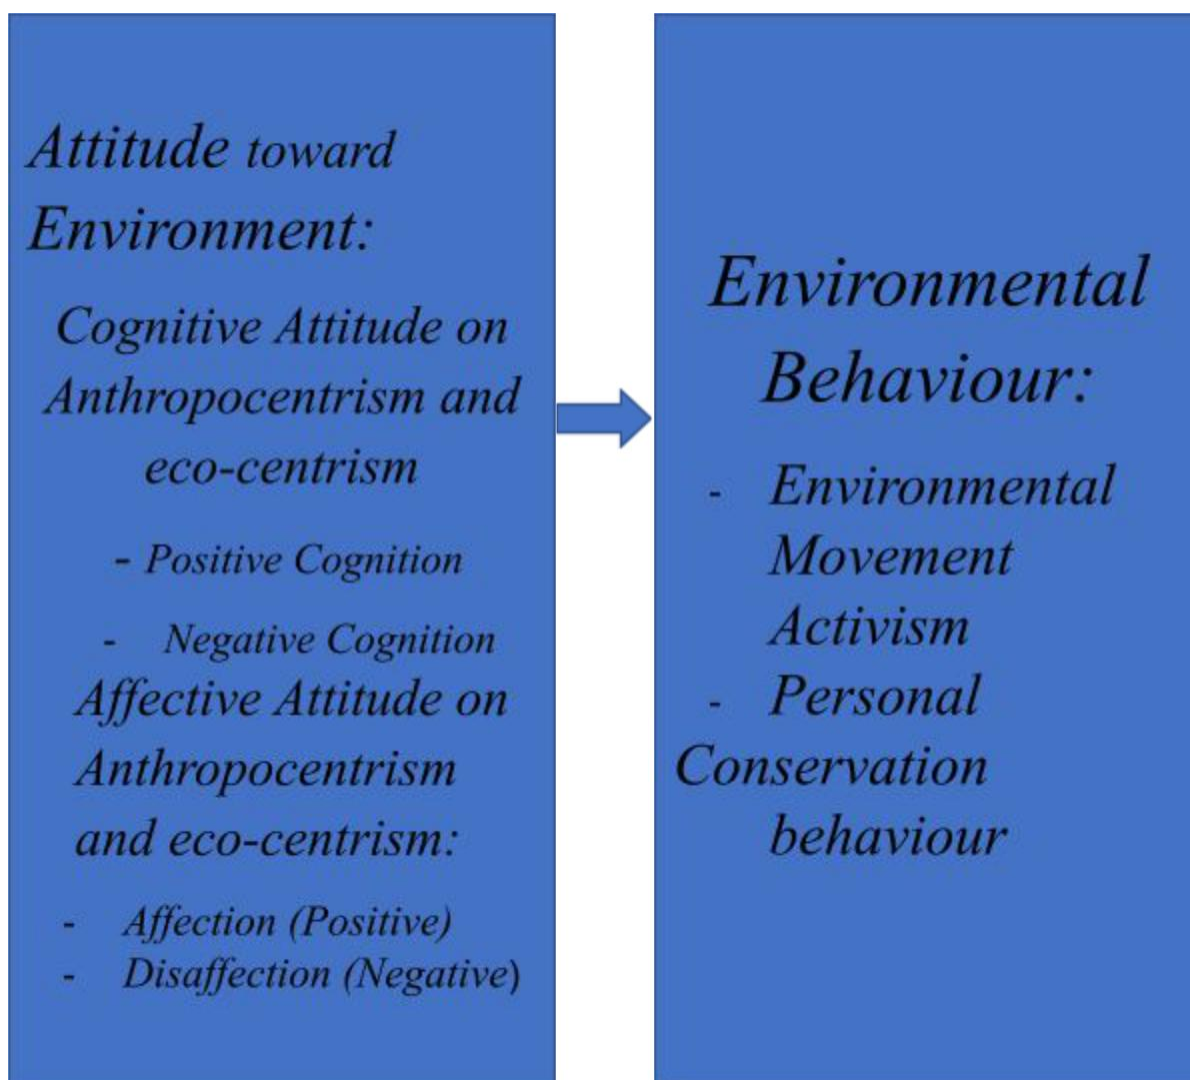 Attitude toward
Environment:
Cognitive Attitude on
Anthropocentrism and
eco-centrism
- Positive Cognition
- Negative Cognition
Affective Attitude on
Anthropocentrism
and eco-centrism:
- Affection (Positive)
- Disaffection (Negative)
Environmental
Behaviour:
- Environmental
Movement
Activism
- Personal
Conservation
behaviour